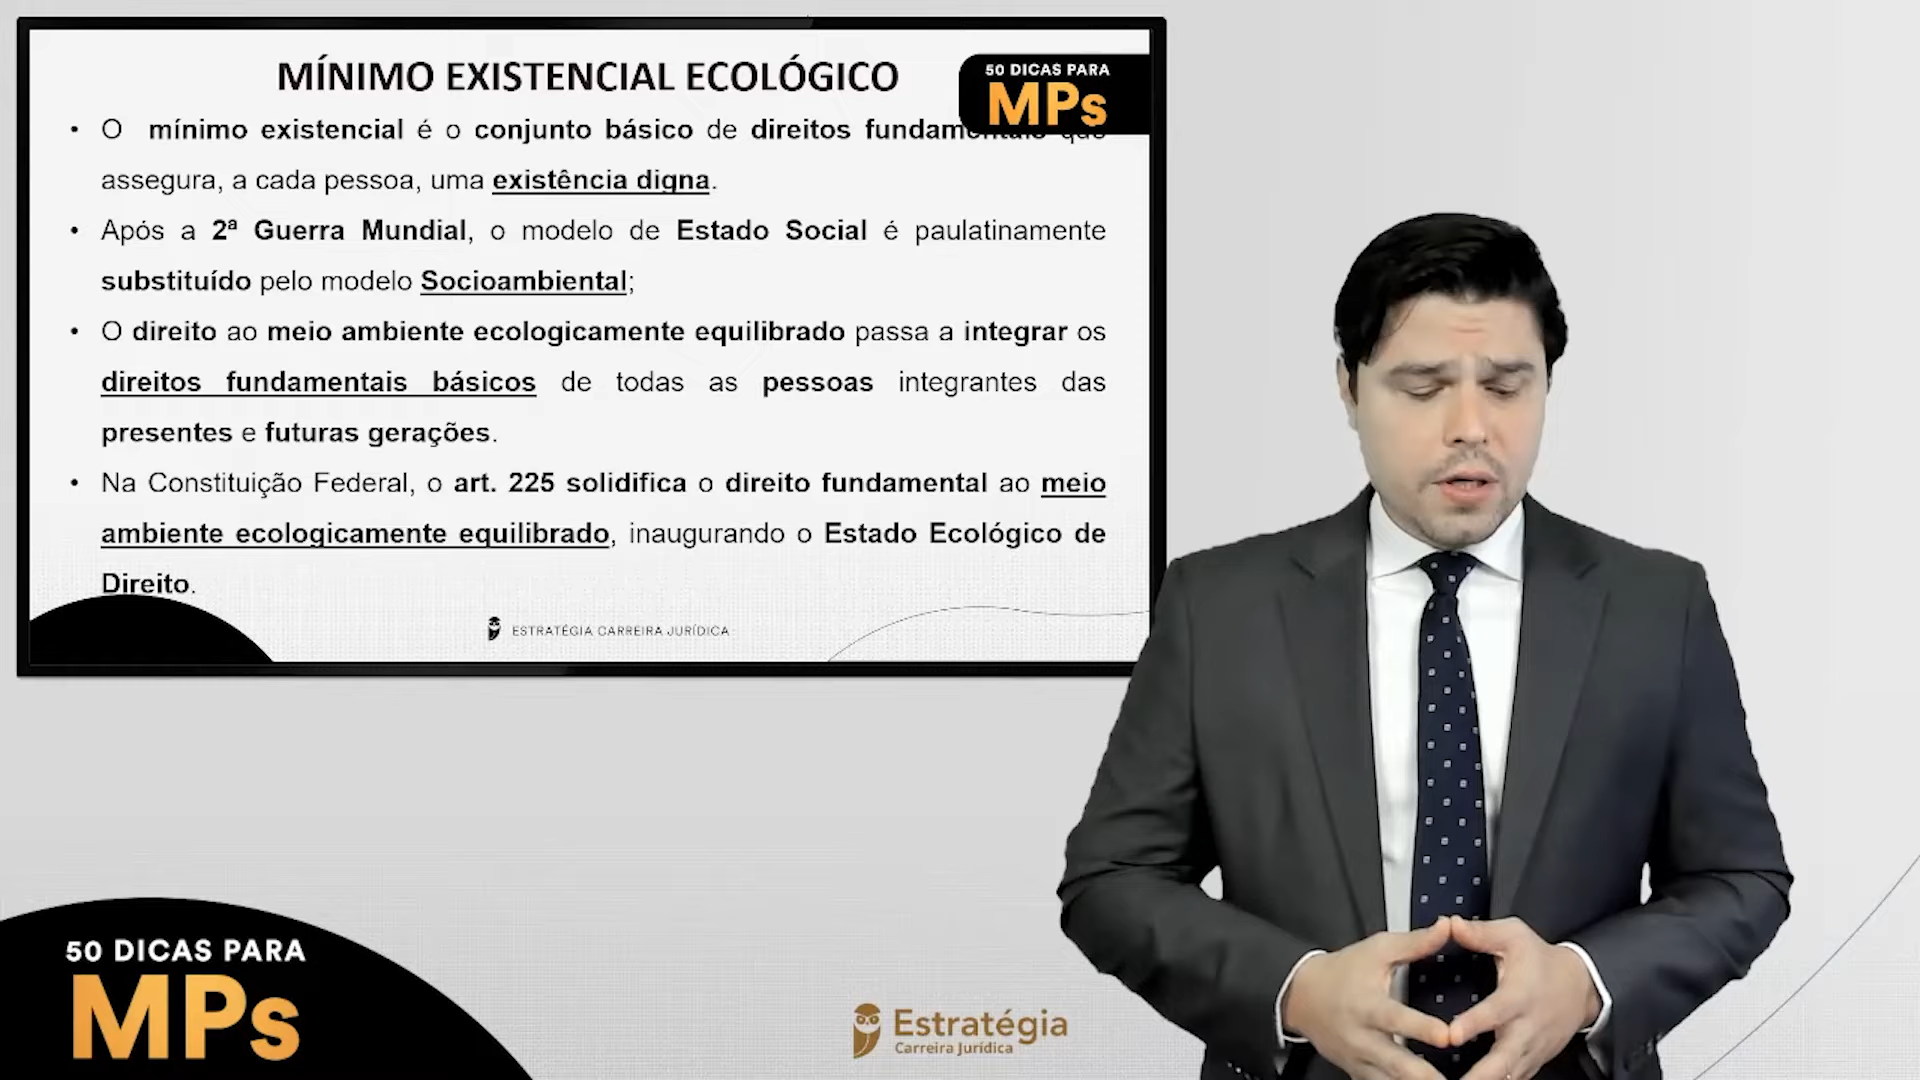 MÍNIMO EXISTENCIAL ECOLÓGICO
50 DICAS PARA
MPs
• O mínimo existencial é o conjunto básico de direitos fundamentais que
assegura, a cada pessoa, uma existência digna.
• Após a 2ª Guerra Mundial, o modelo de Estado Social é paulatinamente
substituído pelo modelo Socioambiental;
• O direito ao meio ambiente ecologicamente equilibrado passa a integrar os
direitos fundamentais básicos de todas as pessoas integrantes das
presentes e futuras gerações.
• Na Constituição Federal, o art. 225 solidifica o direito fundamental ao meio
ambiente ecologicamente equilibrado, inaugurando o Estado Ecológico de
Direito.
ESTRATÉGIA CARREIRA JURÍDICA
50 DICAS PARA
MPs
Estratégia
Carreira Jurídica